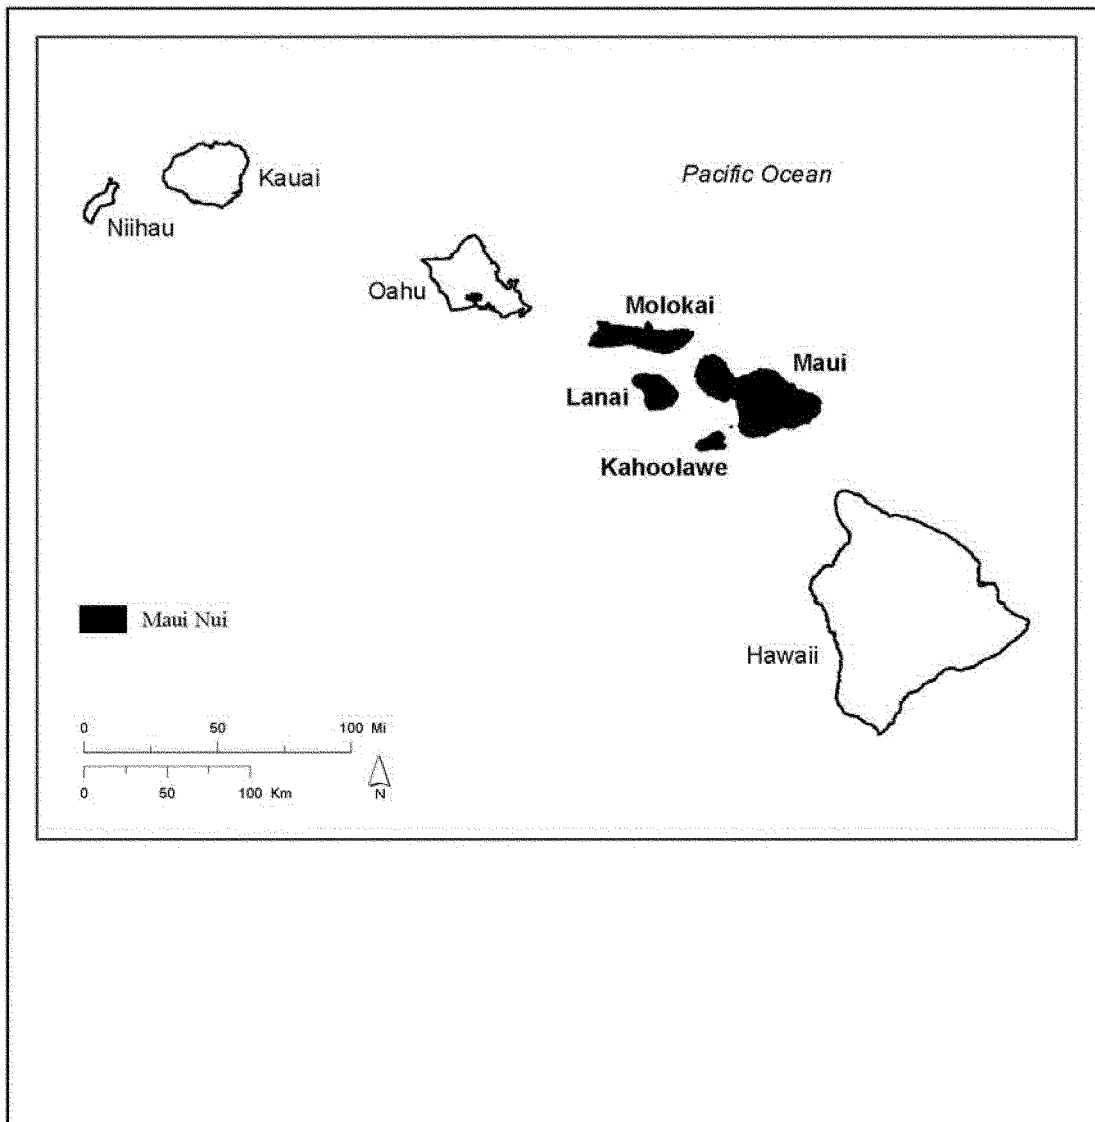 Pacific Ocean
Kauai
Niihau
Oahu
Molokai
Maui
Lanai
Kahoolawe
Maui Nui
Hawaii
0 50 100 Mi
0 50 100 Km
N